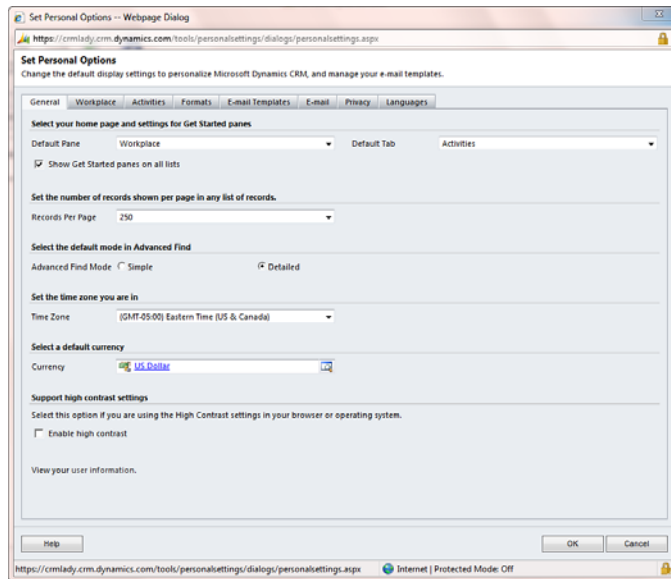 Set Personal Options -- Webpage Dialog
https://crmlady.crm.dynamics.com/tools/personalsettings/dialogs/personalsettings.aspx
Set Personal Options
Change the default display settings to personalize Microsoft Dynamics CRM, and manage your e-mail templates.
General Workplace Activities Formats E-mail Templates E-mail Privacy Languages
Select your home page and settings for Get Started panes
Default Pane Workplace Default Tab Activities
Show Get Started panes on all lists
Set the number of records shown per page in any list of records.
Records Per Page 250
Select the default mode in Advanced Find
Advanced Find Mode Simple Detailed
Set the time zone you are in
Time Zone (GMT-05:00) Eastern Time (US & Canada)
Select a default currency
Currency US Dollar
Support high contrast settings
Select this option if you are using the High Contrast settings in your browser or operating system.
Enable high contrast
View your user information.
Help OK Cancel
https://crmlady.crm.dynamics.com/tools/personalsettings/dialogs/personalsettings.aspx Internet | Protected Mode: Off